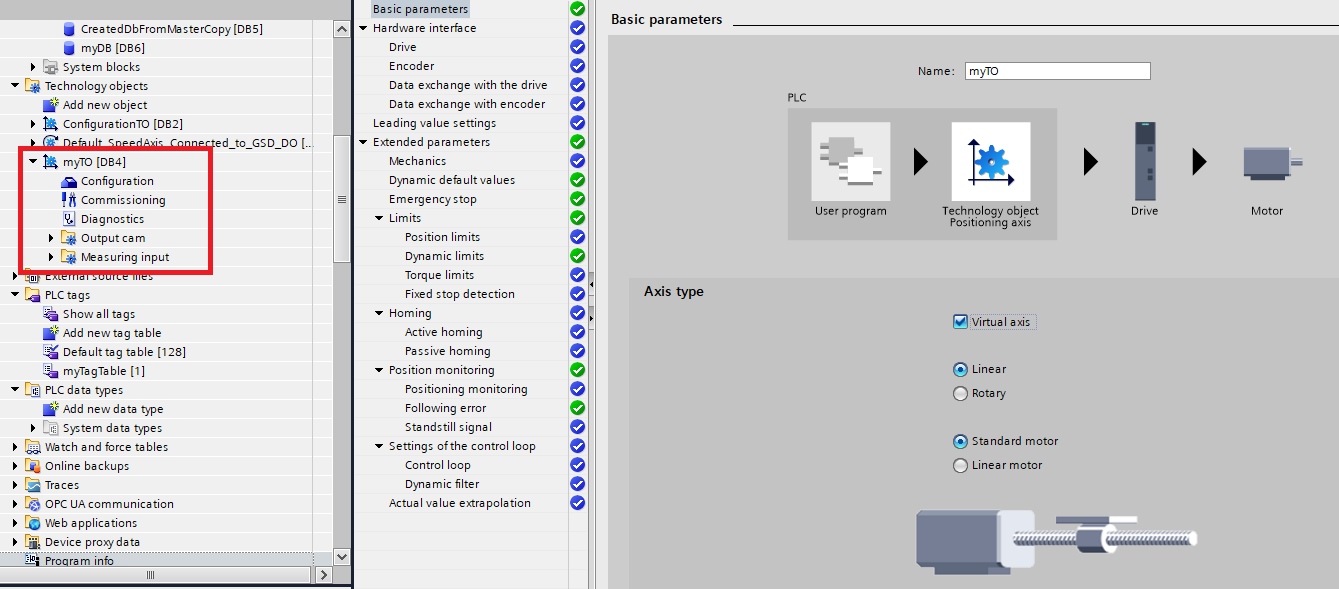 CreatedDbFromMasterCopy [DB5]
myDB [DB6]
System blocks
Technology objects
Add new object
ConfigurationTO [DB2]
Default_SpeedAxis_Connected_to_GSD_DO [...
myTO [DB4]
Configuration
Commissioning
Diagnostics
Output cam
Measuring input
External source files
PLC tags
Show all tags
Add new tag table
Default tag table [128]
myTagTable [1]
PLC data types
Add new data type
System data types
Watch and force tables
Online backups
Traces
OPC UA communication
Web applications
Device proxy data
Program info
Basic parameters
Hardware interface
Drive
Encoder
Data exchange with the drive
Data exchange with encoder
Leading value settings
Extended parameters
Mechanics
Dynamic default values
Emergency stop
Limits
Position limits
Dynamic limits
Torque limits
Fixed stop detection
Homing
Active homing
Passive homing
Position monitoring
Positioning monitoring
Following error
Standstill signal
Settings of the control loop
Control loop
Dynamic filter
Actual value extrapolation
Basic parameters
Name: myTO
PLC
User program
Technology object
Positioning axis
Drive
Motor
Axis type
Virtual axis
Linear
Rotary
Standard motor
Linear motor